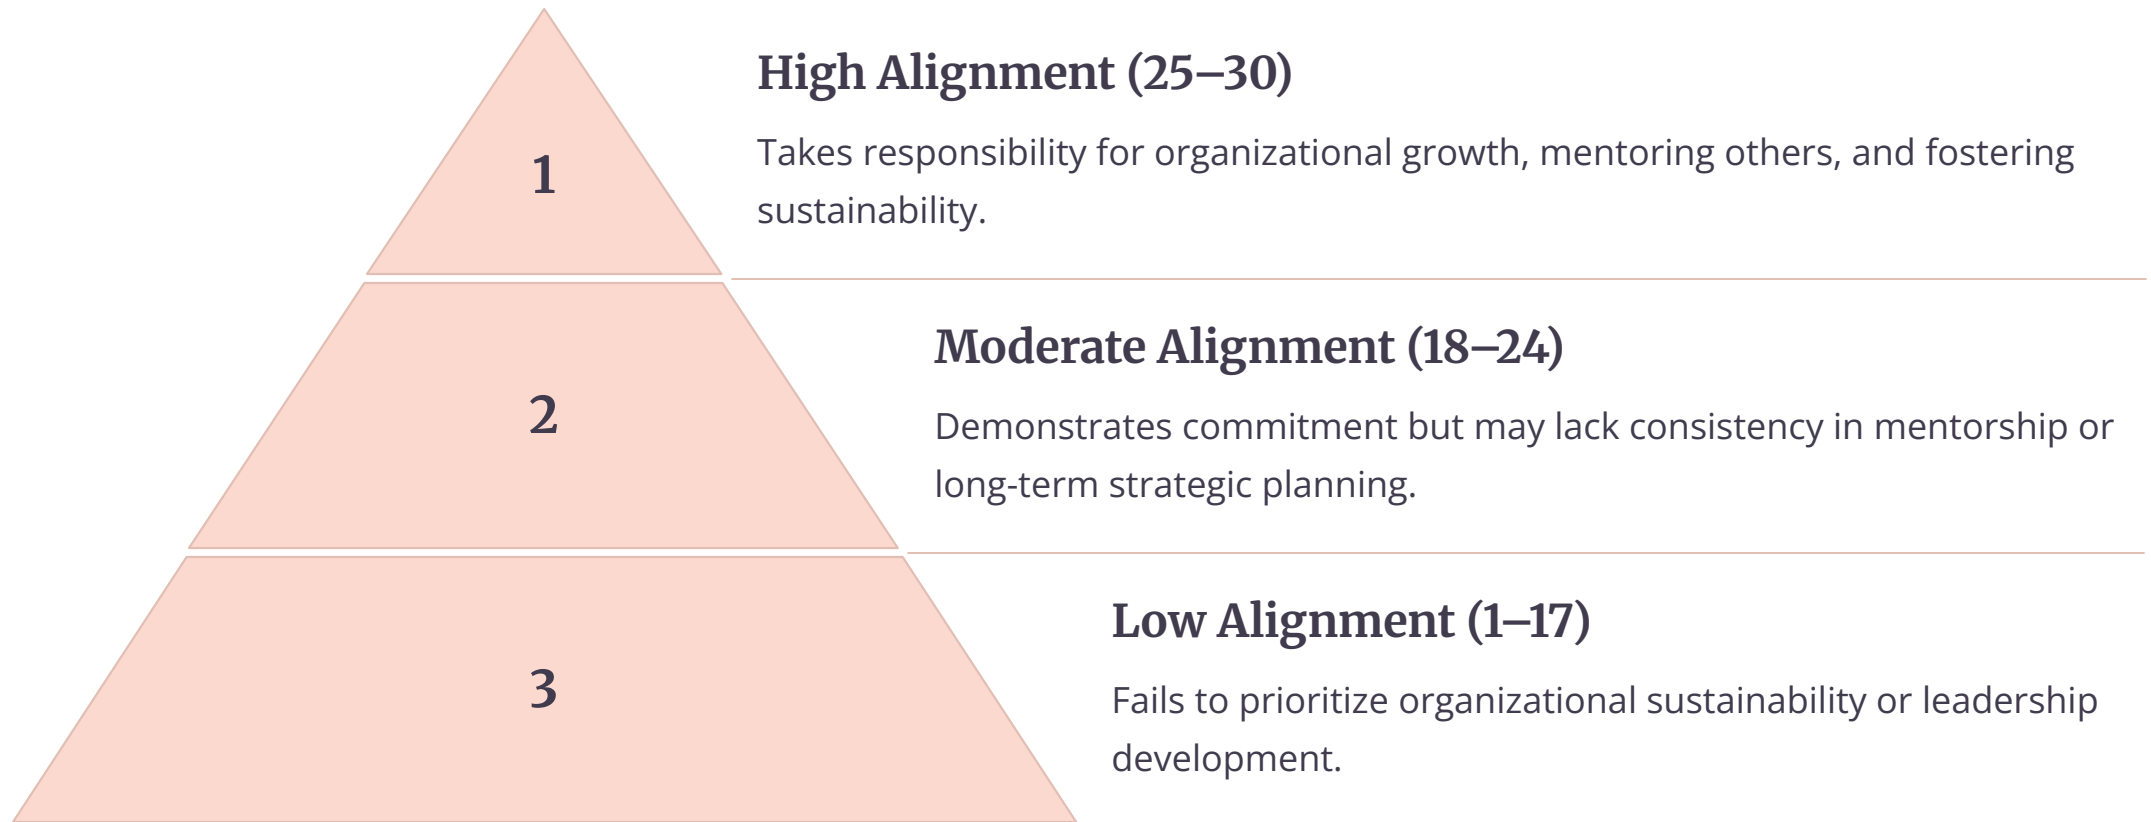 1
High Alignment (25–30)
Takes responsibility for organizational growth, mentoring others, and fostering
sustainability.
2
Moderate Alignment (18–24)
Demonstrates commitment but may lack consistency in mentorship or
long-term strategic planning.
3
Low Alignment (1–17)
Fails to prioritize organizational sustainability or leadership
development.